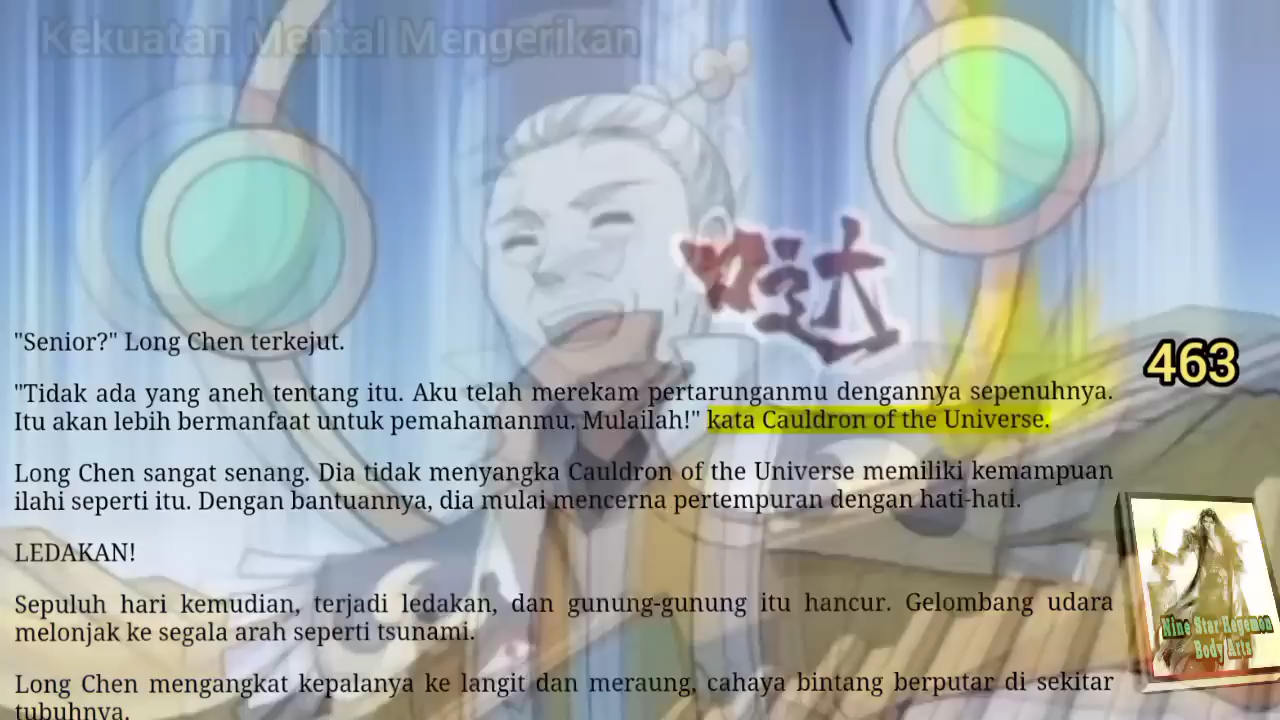 Kekuatan Mental Mengerikan
"Senior?" Long Chen terkejut.
463
"Tidak ada yang aneh tentang itu. Aku telah merekam pertarunganmu dengannya sepenuhnya.
Itu akan lebih bermanfaat untuk pemahamanmu. Mulailah!" kata Cauldron of the Universe.
Long Chen sangat senang. Dia tidak menyangka Cauldron of the Universe memiliki kemampuan
ilahi seperti itu. Dengan bantuannya, dia mulai mencerna pertempuran dengan hati-hati.
LEDAKAN!
Sepuluh hari kemudian, terjadi ledakan, dan gunung-gunung itu hancur. Gelombang udara
melonjak ke segala arah seperti tsunami.
Nine Star Hegemon
Body Arts
Long Chen mengangkat kepalanya ke langit dan meraung, cahaya bintang berputar di sekitar
tubuhnya.